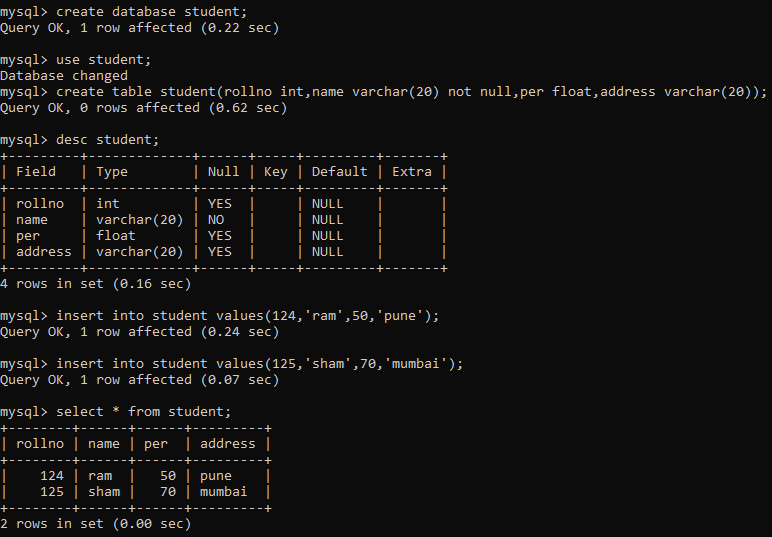 mysql> create database student;
Query OK, 1 row affected (0.22 sec)

mysql> use student;
Database changed
mysql> create table student(rollno int,name varchar(20) not null,per float,address varchar(20));
Query OK, 0 rows affected (0.62 sec)

mysql> desc student;
+---------+-------------+------+-----+---------+-------+
| Field   | Type        | Null | Key | Default | Extra |
+---------+-------------+------+-----+---------+-------+
| rollno  | int         | YES  |     | NULL    |       |
| name    | varchar(20) | NO   |     | NULL    |       |
| per     | float       | YES  |     | NULL    |       |
| address | varchar(20) | YES  |     | NULL    |       |
+---------+-------------+------+-----+---------+-------+
4 rows in set (0.16 sec)

mysql> insert into student values(124,'ram',50,'pune');
Query OK, 1 row affected (0.24 sec)

mysql> insert into student values(125,'sham',70,'mumbai');
Query OK, 1 row affected (0.07 sec)

mysql> select * from student;
+--------+------+------+---------+
| rollno | name | per  | address |
+--------+------+------+---------+
|    124 | ram  |   50 | pune    |
|    125 | sham |   70 | mumbai  |
+--------+------+------+---------+
2 rows in set (0.00 sec)